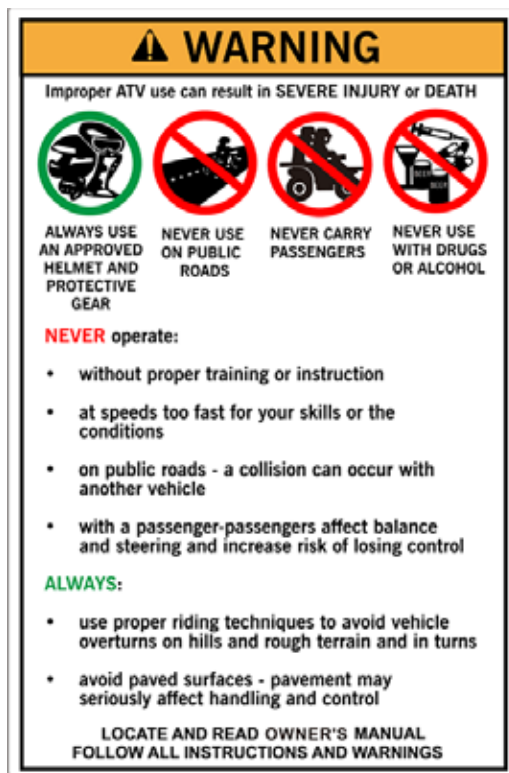 WARNING
Improper ATV use can result in SEVERE INJURY or DEATH
ALWAYS USE
AN APPROVED
HELMET AND
PROTECTIVE
GEAR
NEVER USE
ON PUBLIC
ROADS
NEVER CARRY
PASSENGERS
NEVER USE
WITH DRUGS
OR ALCOHOL
BEER
BEER
NEVER operate:
• without proper training or instruction
• at speeds too fast for your skills or the
conditions
• on public roads - a collision can occur with
another vehicle
• with a passenger-passengers affect balance
and steering and increase risk of losing control
ALWAYS:
• use proper riding techniques to avoid vehicle
overturns on hills and rough terrain and in turns
• avoid paved surfaces - pavement may
seriously affect handling and control
LOCATE AND READ OWNER'S MANUAL
FOLLOW ALL INSTRUCTIONS AND WARNINGS